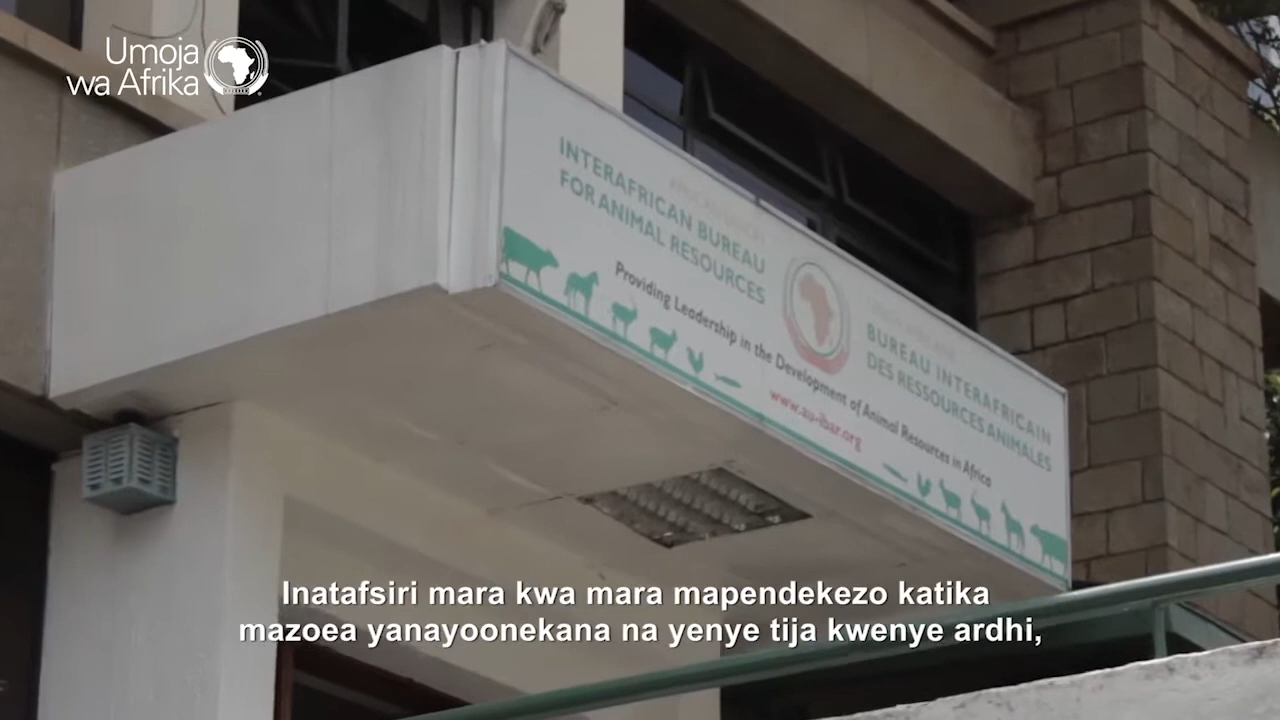 Umoja
wa Afrika
INTERAFRICAN BUREAU
FOR ANIMAL RESOURCES
BUREAU INTERAFRICAIN
DES RESSOURCES ANIMALES
Providing Leadership in the Development of Animal Resources in Africa
www.au-ibar.org
Inatafsiri mara kwa mara mapendekezo katika
mazoea yanayoonekana na yenye tija kwenye ardhi,